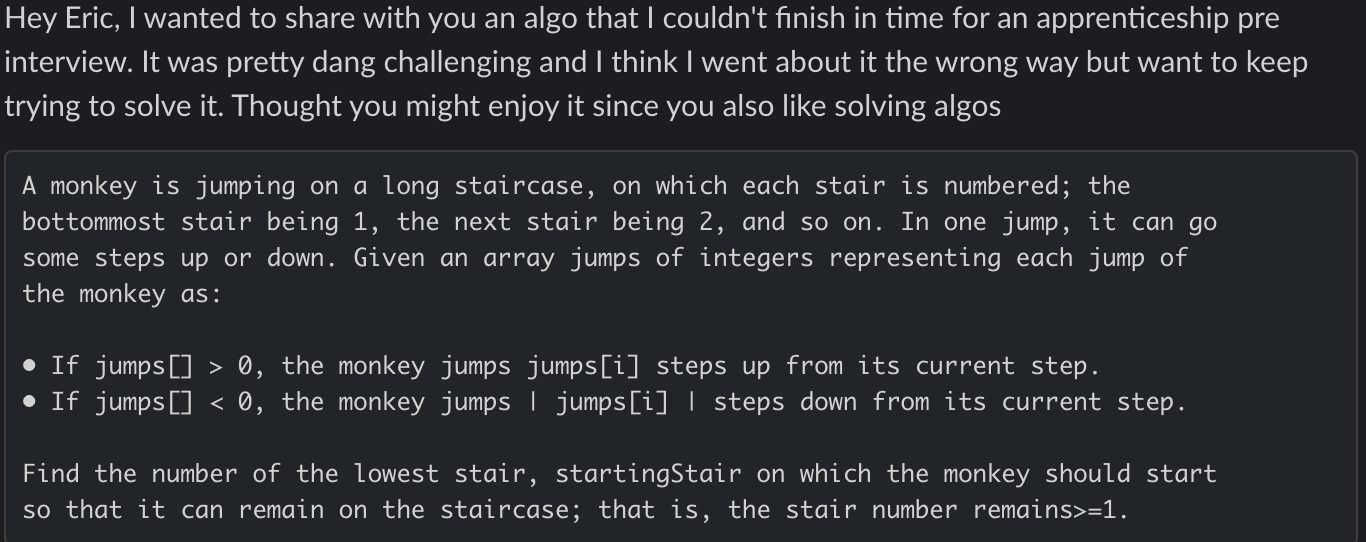 Hey Eric, I wanted to share with you an algo that I couldn't finish in time for an apprenticeship pre
interview. It was pretty dang challenging and I think I went about it the wrong way but want to keep
trying to solve it. Thought you might enjoy it since you also like solving algos
A monkey is jumping on a long staircase, on which each stair is numbered; the
bottommost stair being 1, the next stair being 2, and so on. In one jump, it can go
some steps up or down. Given an array jumps of integers representing each jump of
the monkey as:
● If jumps[] > 0, the monkey jumps jumps[i] steps up from its current step.
● If jumps[] < 0, the monkey jumps | jumps[i] | steps down from its current step.
Find the number of the lowest stair, startingStair on which the monkey should start
so that it can remain on the staircase; that is, the stair number remains>=1.